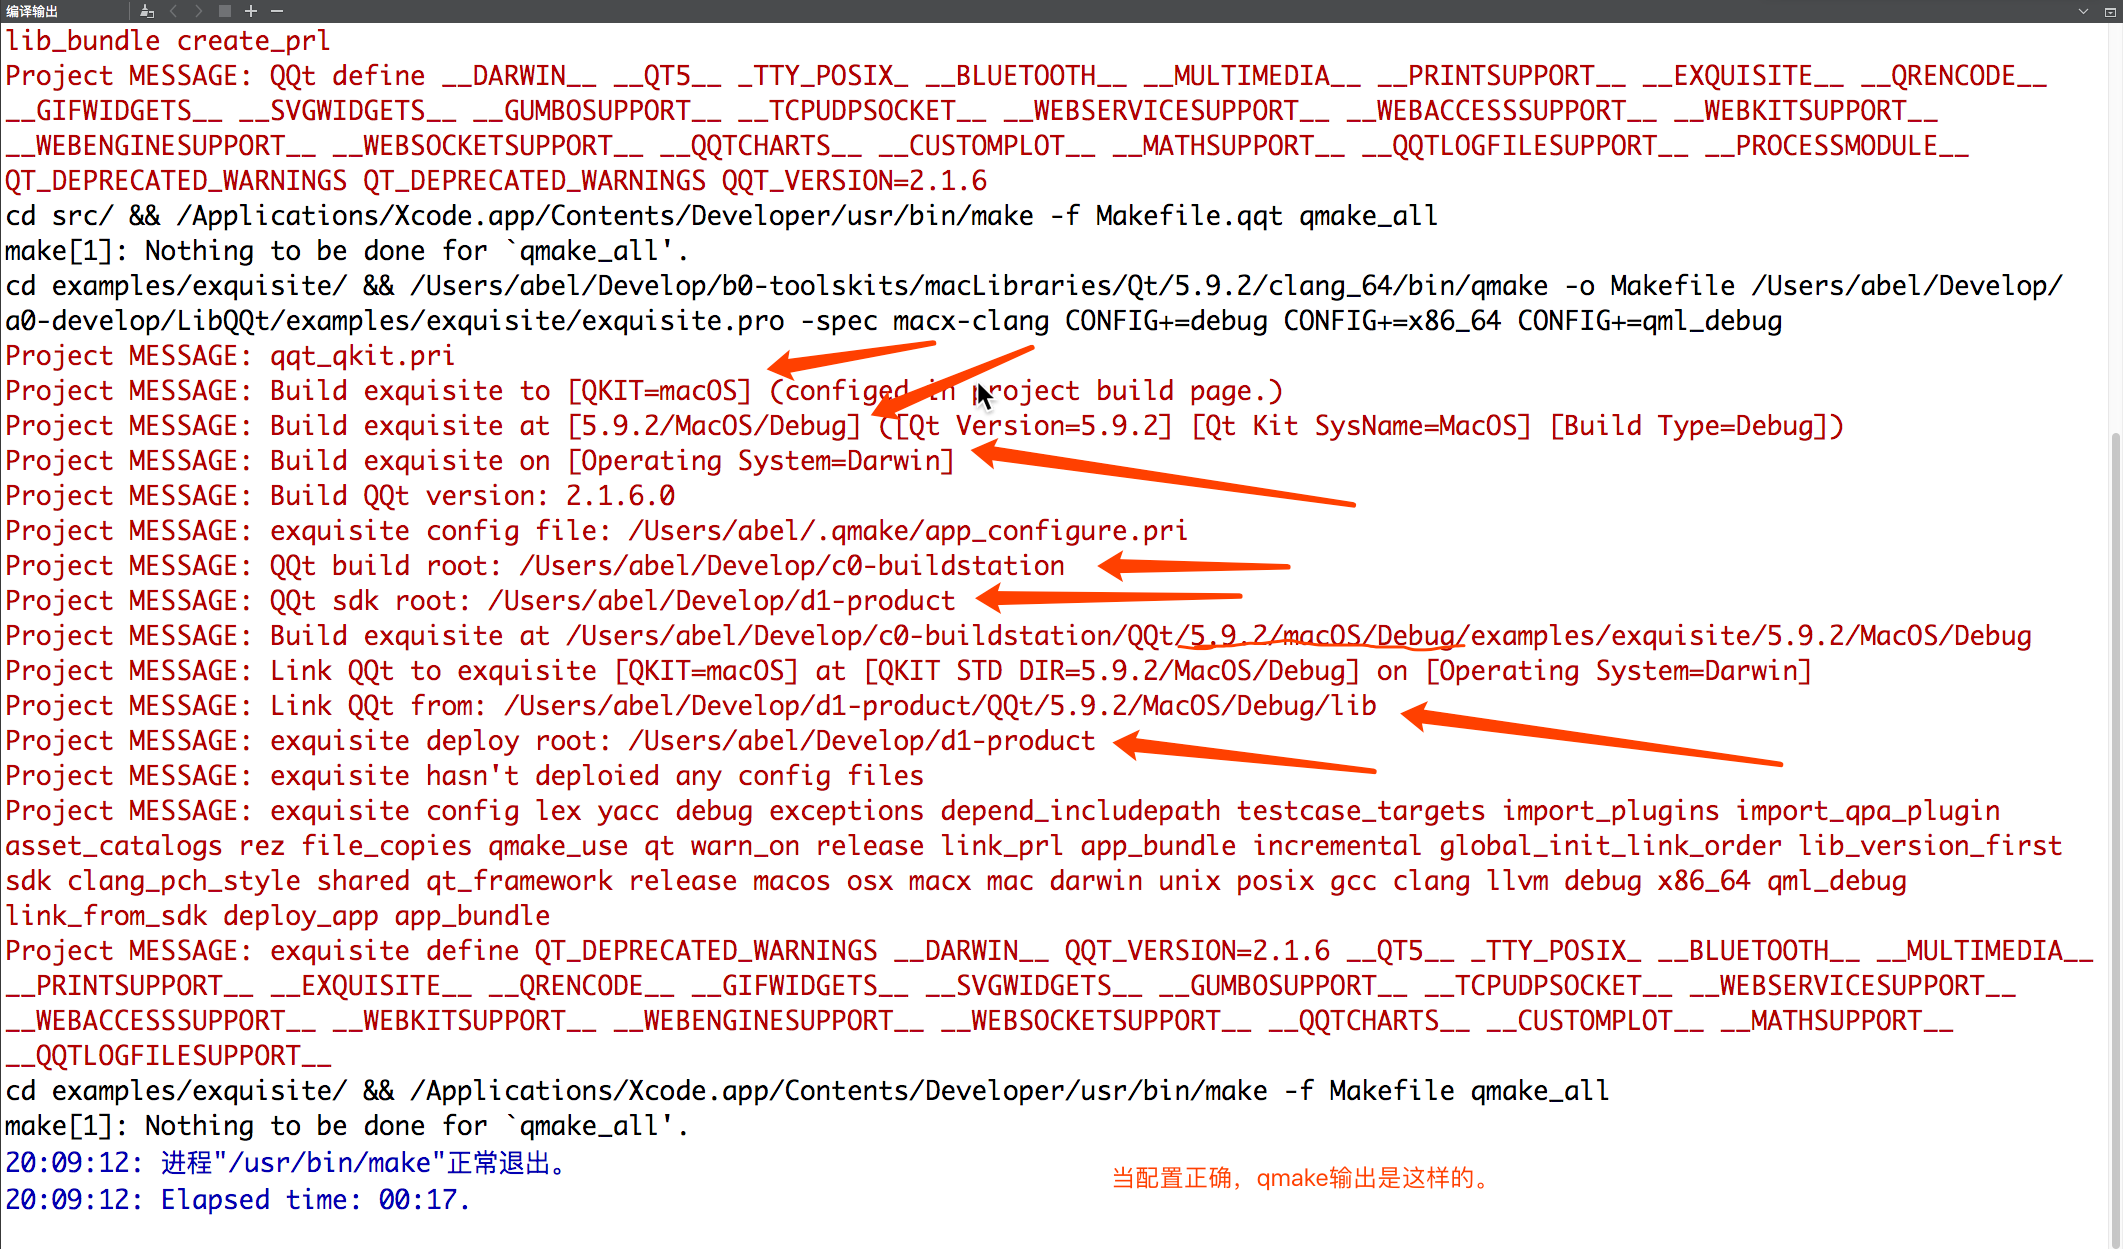 编译输出
lib_bundle create_prl
Project MESSAGE: QQt define __DARWIN__ __QT5__ _TTY_POSIX_ __BLUETOOTH__ __MULTIMEDIA__ __PRINTSUPPORT__ __EXQUISITE__ __QRENCODE__
__GIFWIDGETS__ __SVGWIDGETS__ __GUMBOSUPPORT__ __TCPUDPSOCKET__ __WEBSERVICESUPPORT__ __WEBACCESSSUPPORT__ __WEBKITSUPPORT__
__WEBENGINESUPPORT__ __WEBSOCKETSUPPORT__ __QQTCHARTS__ __CUSTOMPLOT__ __MATHSUPPORT__ __QQTLOGFILESUPPORT__ __PROCESSMODULE__
QT_DEPRECATED_WARNINGS QT_DEPRECATED_WARNINGS QQT_VERSION=2.1.6
cd src/ && /Applications/Xcode.app/Contents/Developer/usr/bin/make -f Makefile.qqt qmake_all
make[1]: Nothing to be done for `qmake_all'.
cd examples/exquisite/ && /Users/abel/Develop/b0-toolskits/macLibraries/Qt/5.9.2/clang_64/bin/qmake -o Makefile /Users/abel/Develop/
a0-develop/LibQQt/examples/exquisite/exquisite.pro -spec macx-clang CONFIG+=debug CONFIG+=x86_64 CONFIG+=qml_debug
Project MESSAGE: qqt_qkit.pri
Project MESSAGE: Build exquisite to [QKIT=macOS] (configed in project build page.)
Project MESSAGE: Build exquisite at [5.9.2/MacOS/Debug] ([Qt Version=5.9.2] [Qt Kit SysName=MacOS] [Build Type=Debug])
Project MESSAGE: Build exquisite on [Operating System=Darwin]
Project MESSAGE: Build QQt version: 2.1.6.0
Project MESSAGE: exquisite config file: /Users/abel/.qmake/app_configure.pri
Project MESSAGE: QQt build root: /Users/abel/Develop/c0-buildstation
Project MESSAGE: QQt sdk root: /Users/abel/Develop/d1-product
Project MESSAGE: Build exquisite at /Users/abel/Develop/c0-buildstation/QQt/5.9.2/macOS/Debug/examples/exquisite/5.9.2/MacOS/Debug
Project MESSAGE: Link QQt to exquisite [QKIT=macOS] at [QKIT STD DIR=5.9.2/MacOS/Debug] on [Operating System=Darwin]
Project MESSAGE: Link QQt from: /Users/abel/Develop/d1-product/QQt/5.9.2/MacOS/Debug/lib
Project MESSAGE: exquisite deploy root: /Users/abel/Develop/d1-product
Project MESSAGE: exquisite hasn't deploied any config files
Project MESSAGE: exquisite config lex yacc debug exceptions depend_includepath testcase_targets import_plugins import_qpa_plugin
asset_catalogs rez file_copies qmake_use qt warn_on release link_prl app_bundle incremental global_init_link_order lib_version_first
sdk clang_pch_style shared qt_framework release macos osx macx mac darwin unix posix gcc clang llvm debug x86_64 qml_debug
link_from_sdk deploy_app app_bundle
Project MESSAGE: exquisite define QT_DEPRECATED_WARNINGS __DARWIN__ QQT_VERSION=2.1.6 __QT5__ _TTY_POSIX_ __BLUETOOTH__ __MULTIMEDIA__
__PRINTSUPPORT__ __EXQUISITE__ __QRENCODE__ __GIFWIDGETS__ __SVGWIDGETS__ __GUMBOSUPPORT__ __TCPUDPSOCKET__ __WEBSERVICESUPPORT__
__WEBACCESSSUPPORT__ __WEBKITSUPPORT__ __WEBENGINESUPPORT__ __WEBSOCKETSUPPORT__ __QQTCHARTS__ __CUSTOMPLOT__ __MATHSUPPORT__
__QQTLOGFILESUPPORT__
cd examples/exquisite/ && /Applications/Xcode.app/Contents/Developer/usr/bin/make -f Makefile qmake_all
make[1]: Nothing to be done for `qmake_all'.
20:09:12: 进程"/usr/bin/make"正常退出。
当配置正确，qmake输出是这样的。
20:09:12: Elapsed time: 00:17.